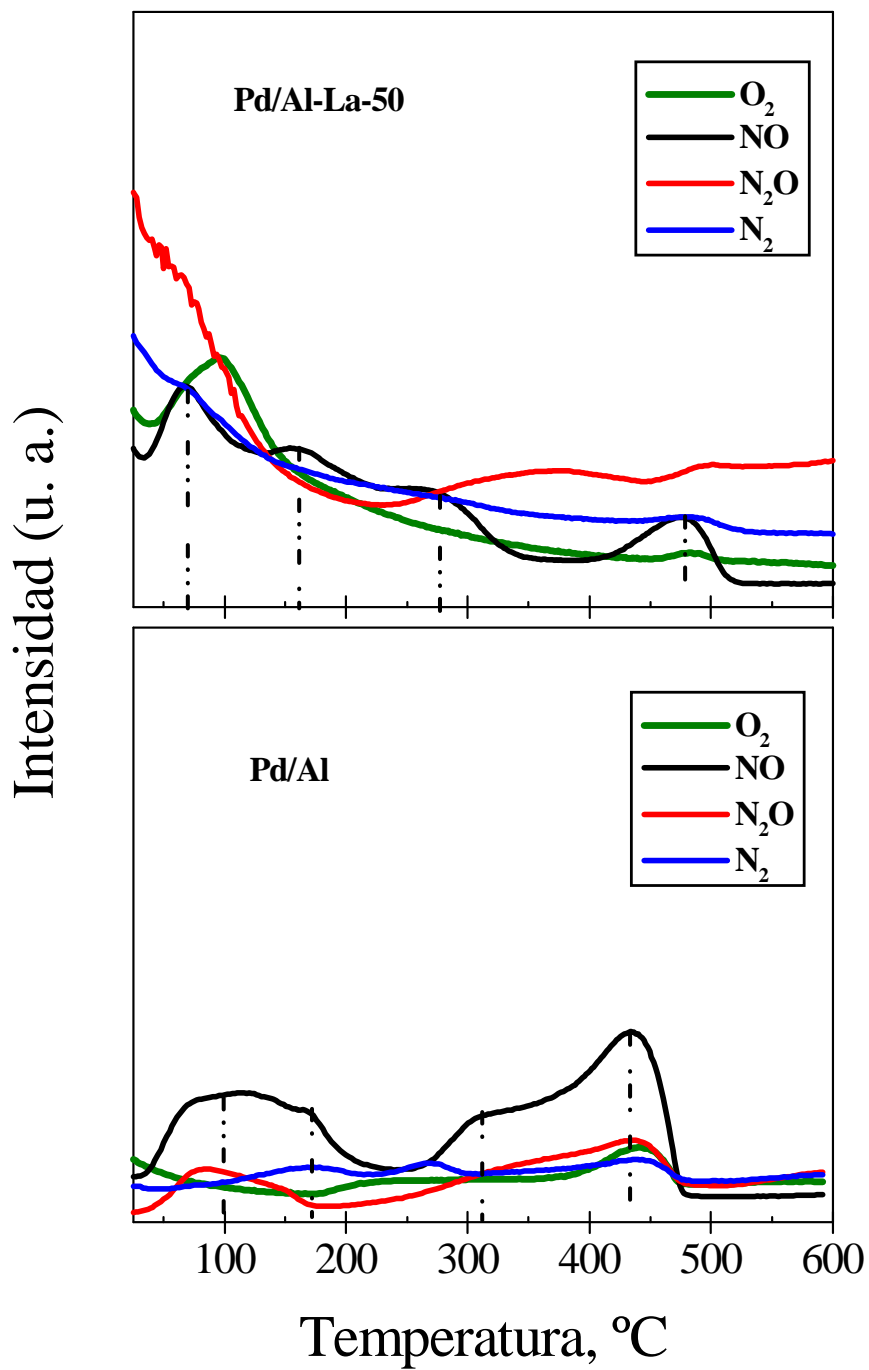 Pd/Al-La-50
O₂
NO
N₂O
N₂
Intensidad (u. a.)
Pd/Al
O₂
NO
N₂O
N₂
100 200 300 400 500 600
Temperatura, ºC